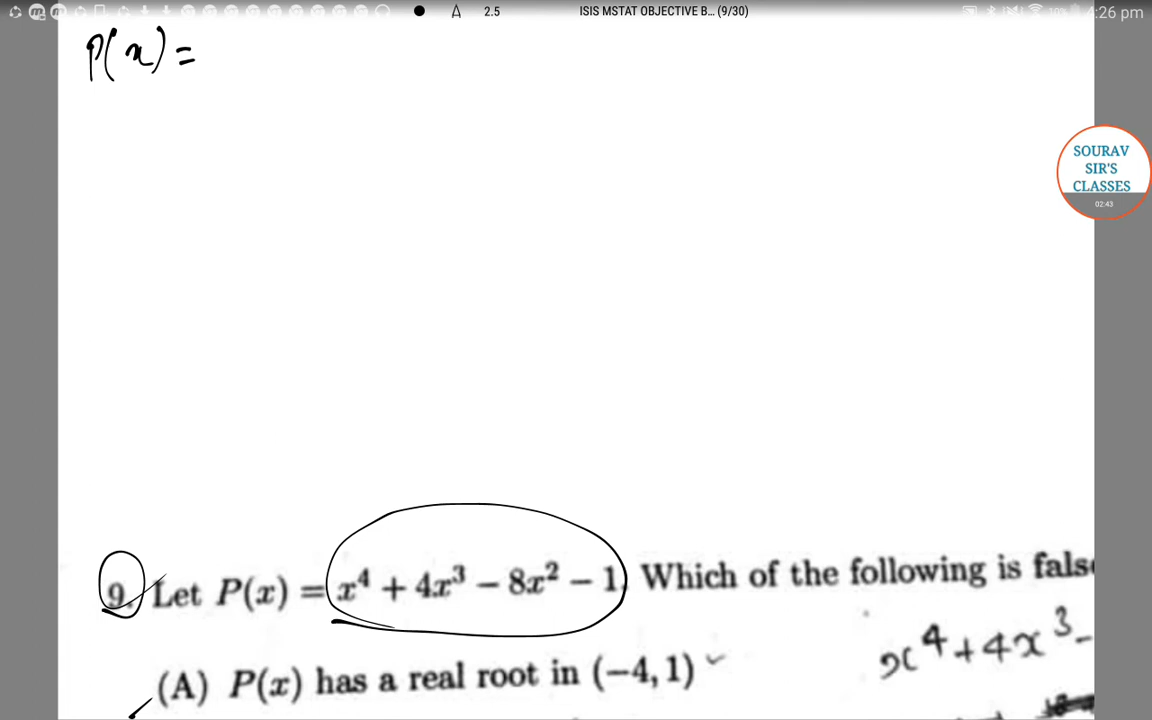 2.5 ISIS MSTAT OBJECTIVE B... (9/30) 10% 4:26 pm
P(x) =
SOURAV
SIR'S
CLASSES
02:43
9. Let P(x) = x⁴ + 4x³ − 8x² − 1 Which of the following is fals
x⁴ + 4x³ −
(A) P(x) has a real root in (−4, 1)